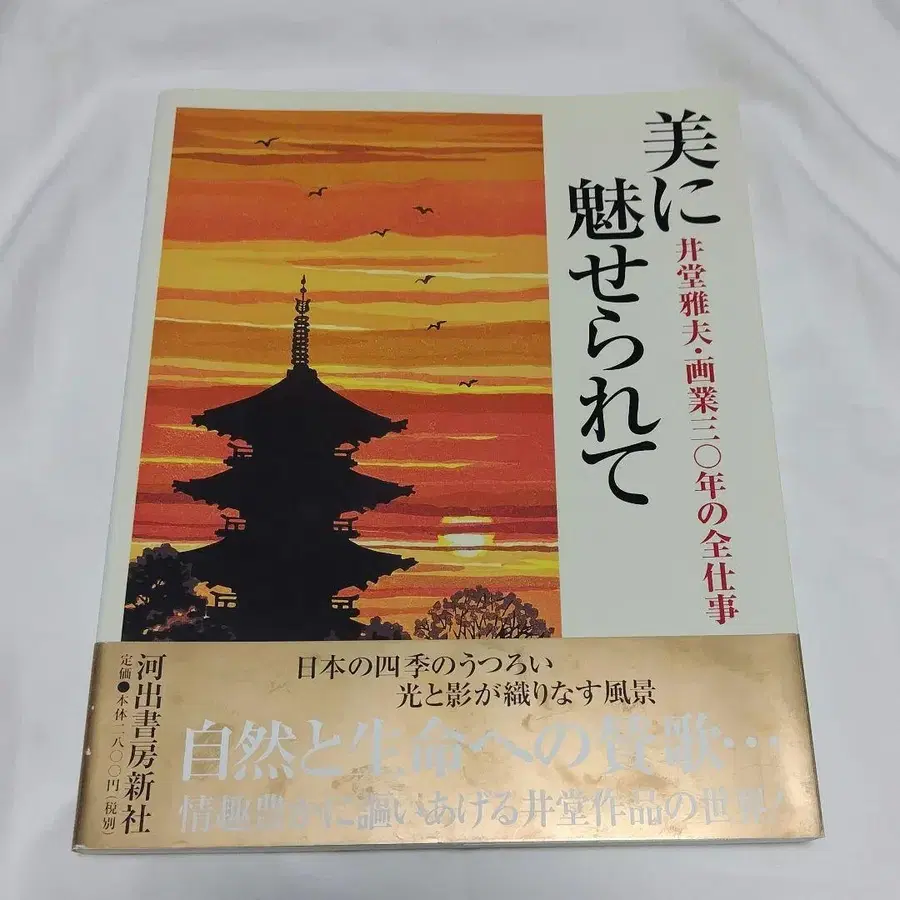 美に
魅せられて
井堂雅夫・画業三〇年の全仕事
日本の四季のうつろい
光と影が織りなす風景
自然と生命への賛歌…
情趣豊かに謳いあげる井堂作品の世界!
河出書房新社
定価●本体二八〇〇円(税別)